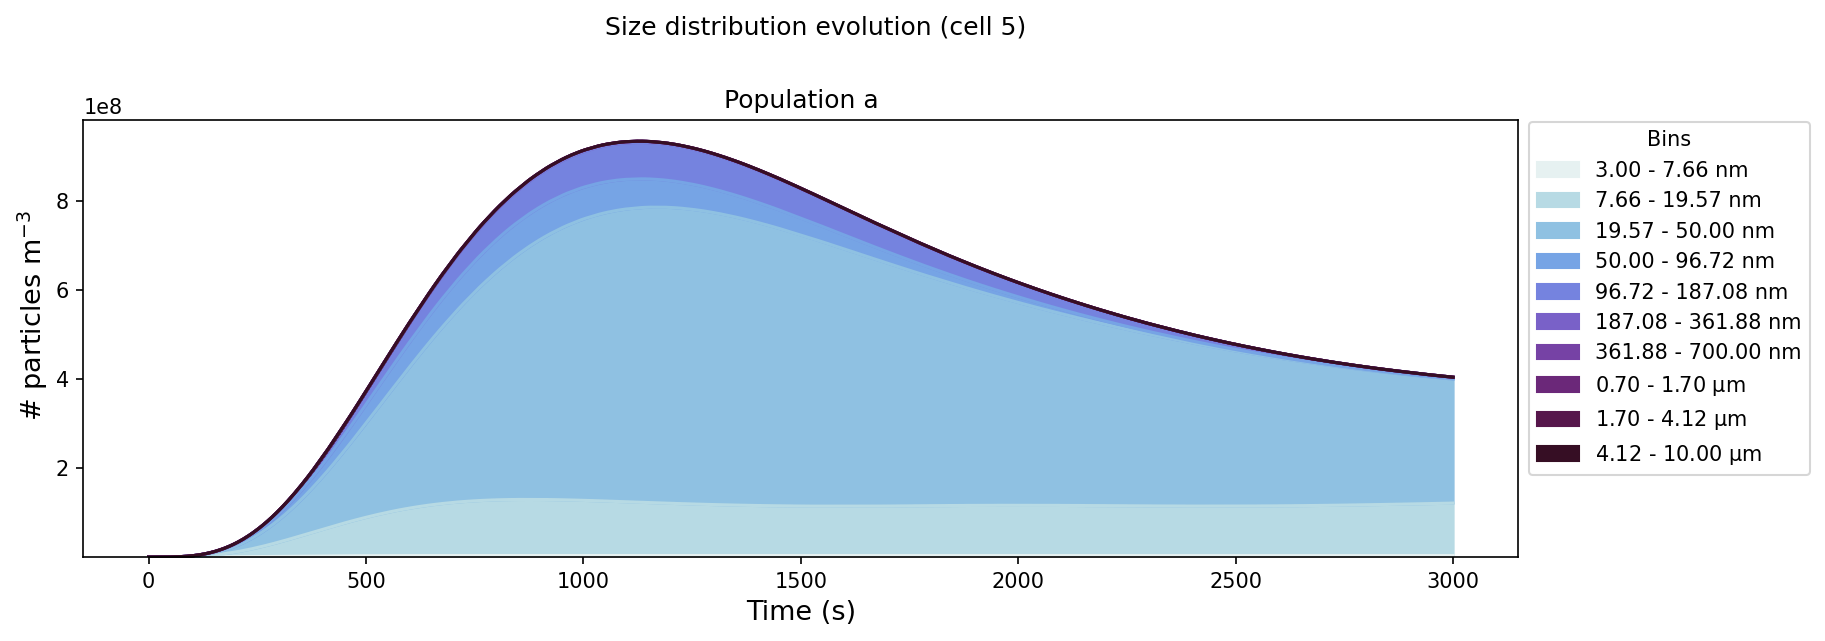 Size distribution evolution (cell 5)
Population a
1e8
# particles m⁻³
8
6
4
2
0 500 1000 1500 2000 2500 3000
Time (s)
Bins
3.00 - 7.66 nm
7.66 - 19.57 nm
19.57 - 50.00 nm
50.00 - 96.72 nm
96.72 - 187.08 nm
187.08 - 361.88 nm
361.88 - 700.00 nm
0.70 - 1.70 µm
1.70 - 4.12 µm
4.12 - 10.00 µm